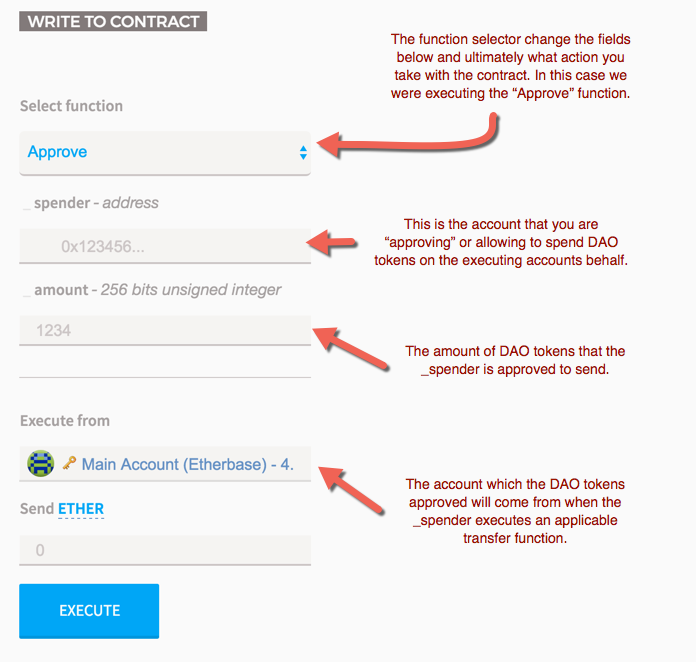 WRITE TO CONTRACT
The function selector change the fields
below and ultimately what action you
take with the contract. In this case we
were executing the “Approve” function.
Select function
Approve
_ spender - address
0x123456...
This is the account that you are
“approving” or allowing to spend DAO
tokens on the executing accounts behalf.
_ amount - 256 bits unsigned integer
1234
The amount of DAO tokens that the
_spender is approved to send.
Execute from
Main Account (Etherbase) - 4.
The account which the DAO tokens
approved will come from when the
_spender executes an applicable
transfer function.
Send ETHER
0
EXECUTE